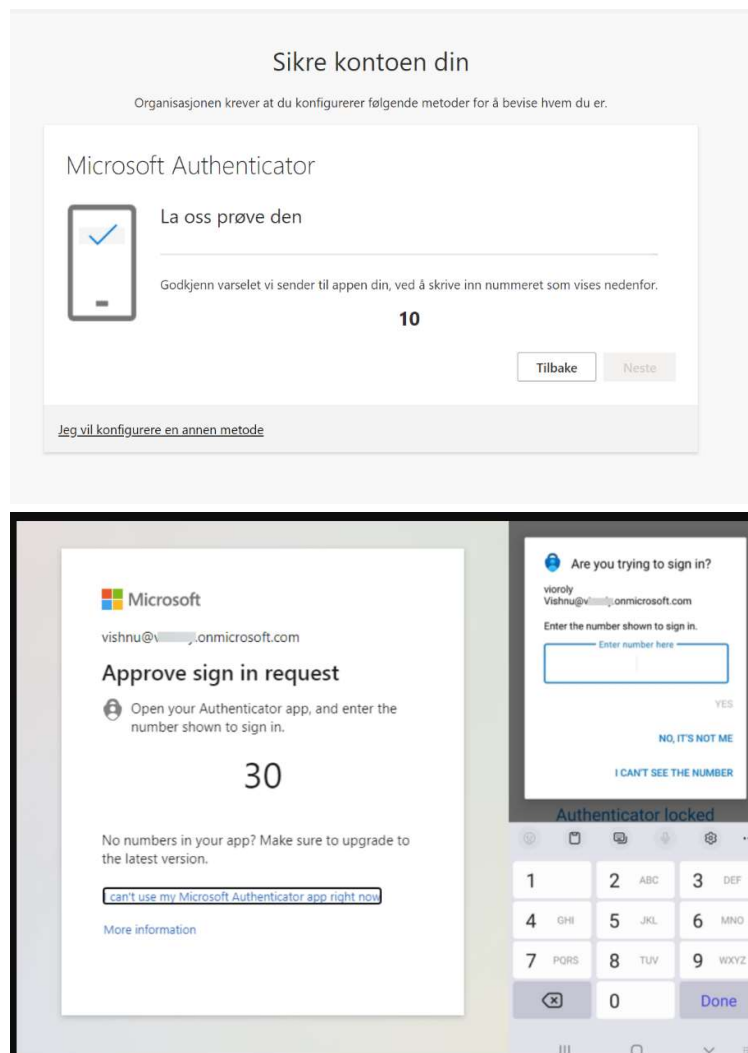 Sikre kontoen din
Organisasjonen krever at du konfigurerer følgende metoder for å bevise hvem du er.
Microsoft Authenticator
La oss prøve den
Godkjenn varselet vi sender til appen din, ved å skrive inn nummeret som vises nedenfor.
10
Tilbake
Neste
Jeg vil konfigurere en annen metode
Microsoft
vishnu@v .onmicrosoft.com
Approve sign in request
Open your Authenticator app, and enter the
number shown to sign in.
30
No numbers in your app? Make sure to upgrade to
the latest version.
I can't use my Microsoft Authenticator app right now
More information
Are you trying to sign in?
vioroly
Vishnu@v .onmicrosoft.com
Enter the number shown to sign in.
Enter number here
YES
NO, IT'S NOT ME
I CAN'T SEE THE NUMBER
Authenticator locked
1
2 ABC
3 DEF
4 GHI
5 JKL
6 MNO
7 PQRS
8 TUV
9 WXYZ
0
Done